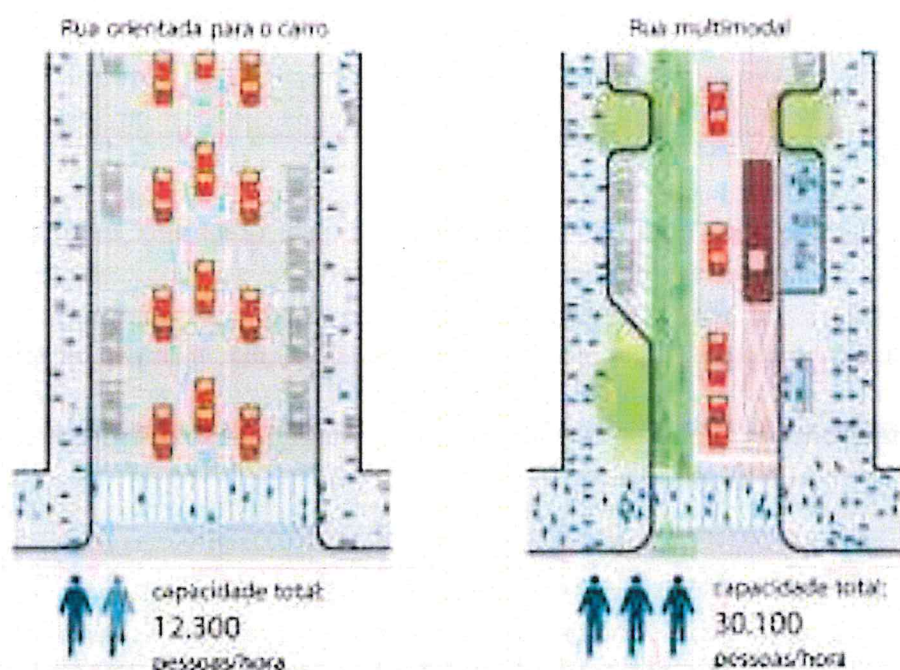 Rua orientada para o carro
Rua multimodal
capacidade total:
12.300
pessoas/hora
capacidade total:
30.100
pessoas/hora